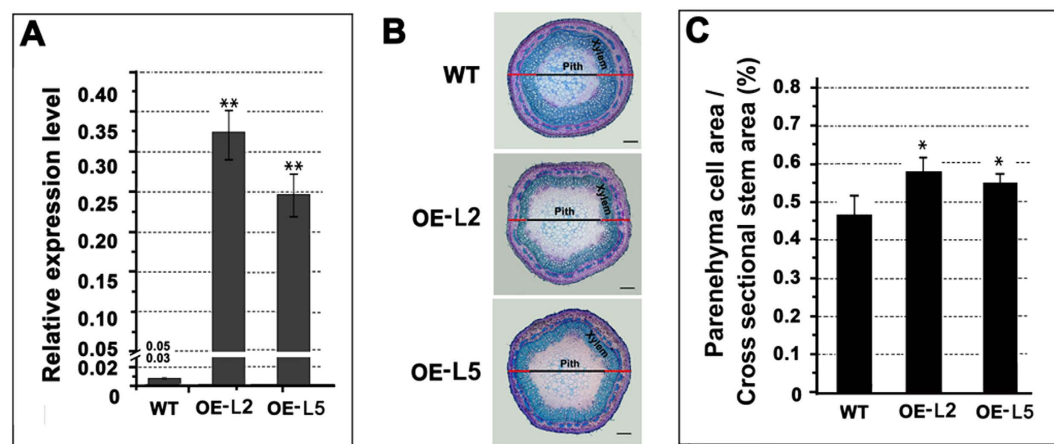 A
Relative expression level
0.40
0.35
0.30
0.25
0.20
0.15
0.10
0.05
0.02
0
0.05
0.03
**
**
WT
OE-L2
OE-L5
B
WT
Pith
Xylem
OE-L2
Pith
Xylem
OE-L5
Pith
Xylem
C
Parenehyma cell area /
Cross sectional stem area (%)
0.8
0.7
0.6
0.5
0.4
0.3
0.2
0.1
0
*
*
WT
OE-L2
OE-L5